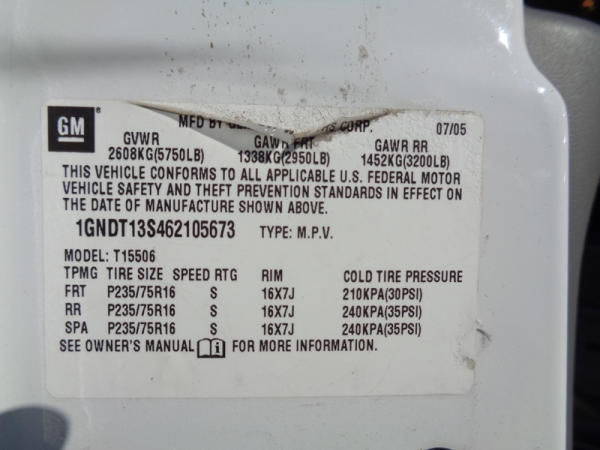 GM ®
MFD BY CORP. 07/05
GVWR GAWR FRT GAWR RR
2608KG(5750LB) 1338KG(2950LB) 1452KG(3200LB)
THIS VEHICLE CONFORMS TO ALL APPLICABLE U.S. FEDERAL MOTOR
VEHICLE SAFETY AND THEFT PREVENTION STANDARDS IN EFFECT ON
THE DATE OF MANUFACTURE SHOWN ABOVE.
1GNDT13S462105673 TYPE: M.P.V.
MODEL: T15506
TPMG TIRE SIZE SPEED RTG RIM COLD TIRE PRESSURE
FRT P235/75R16 S 16X7J 210KPA(30PSI)
RR P235/75R16 S 16X7J 240KPA(35PSI)
SPA P235/75R16 S 16X7J 240KPA(35PSI)
SEE OWNER'S MANUAL i FOR MORE INFORMATION.